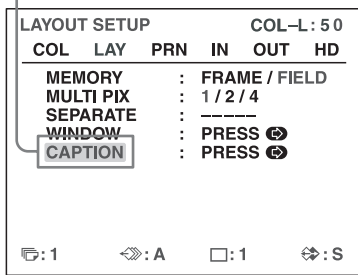 LAYOUT SETUP COL–L: 50
COL LAY PRN IN OUT HD
MEMORY : FRAME / FIELD
MULTI PIX : 1 / 2 / 4
SEPARATE : –––––
WINDOW : PRESS
CAPTION : PRESS
: 1 : A : 1 : S